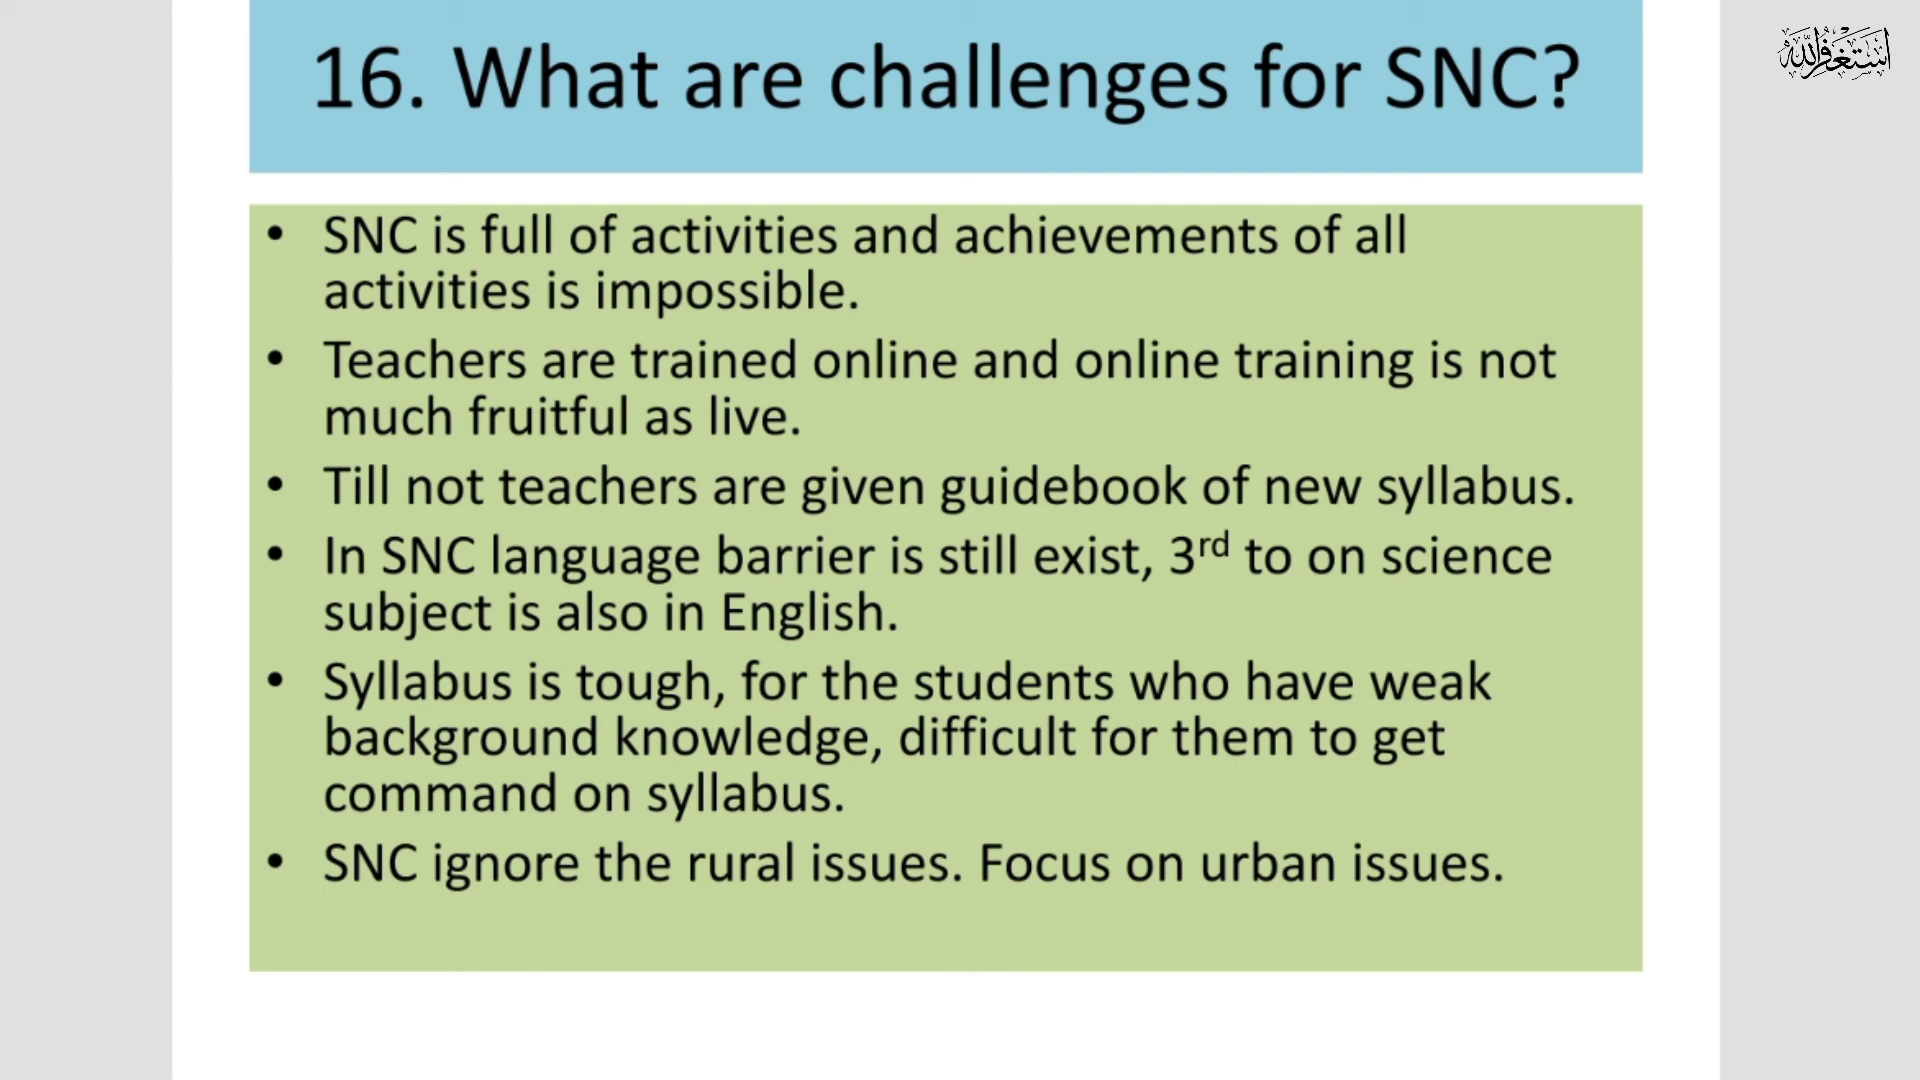 16. What are challenges for SNC?
أستغفر الله
• SNC is full of activities and achievements of all
activities is impossible.
• Teachers are trained online and online training is not
much fruitful as live.
• Till not teachers are given guidebook of new syllabus.
• In SNC language barrier is still exist, 3rd to on science
subject is also in English.
• Syllabus is tough, for the students who have weak
background knowledge, difficult for them to get
command on syllabus.
• SNC ignore the rural issues. Focus on urban issues.